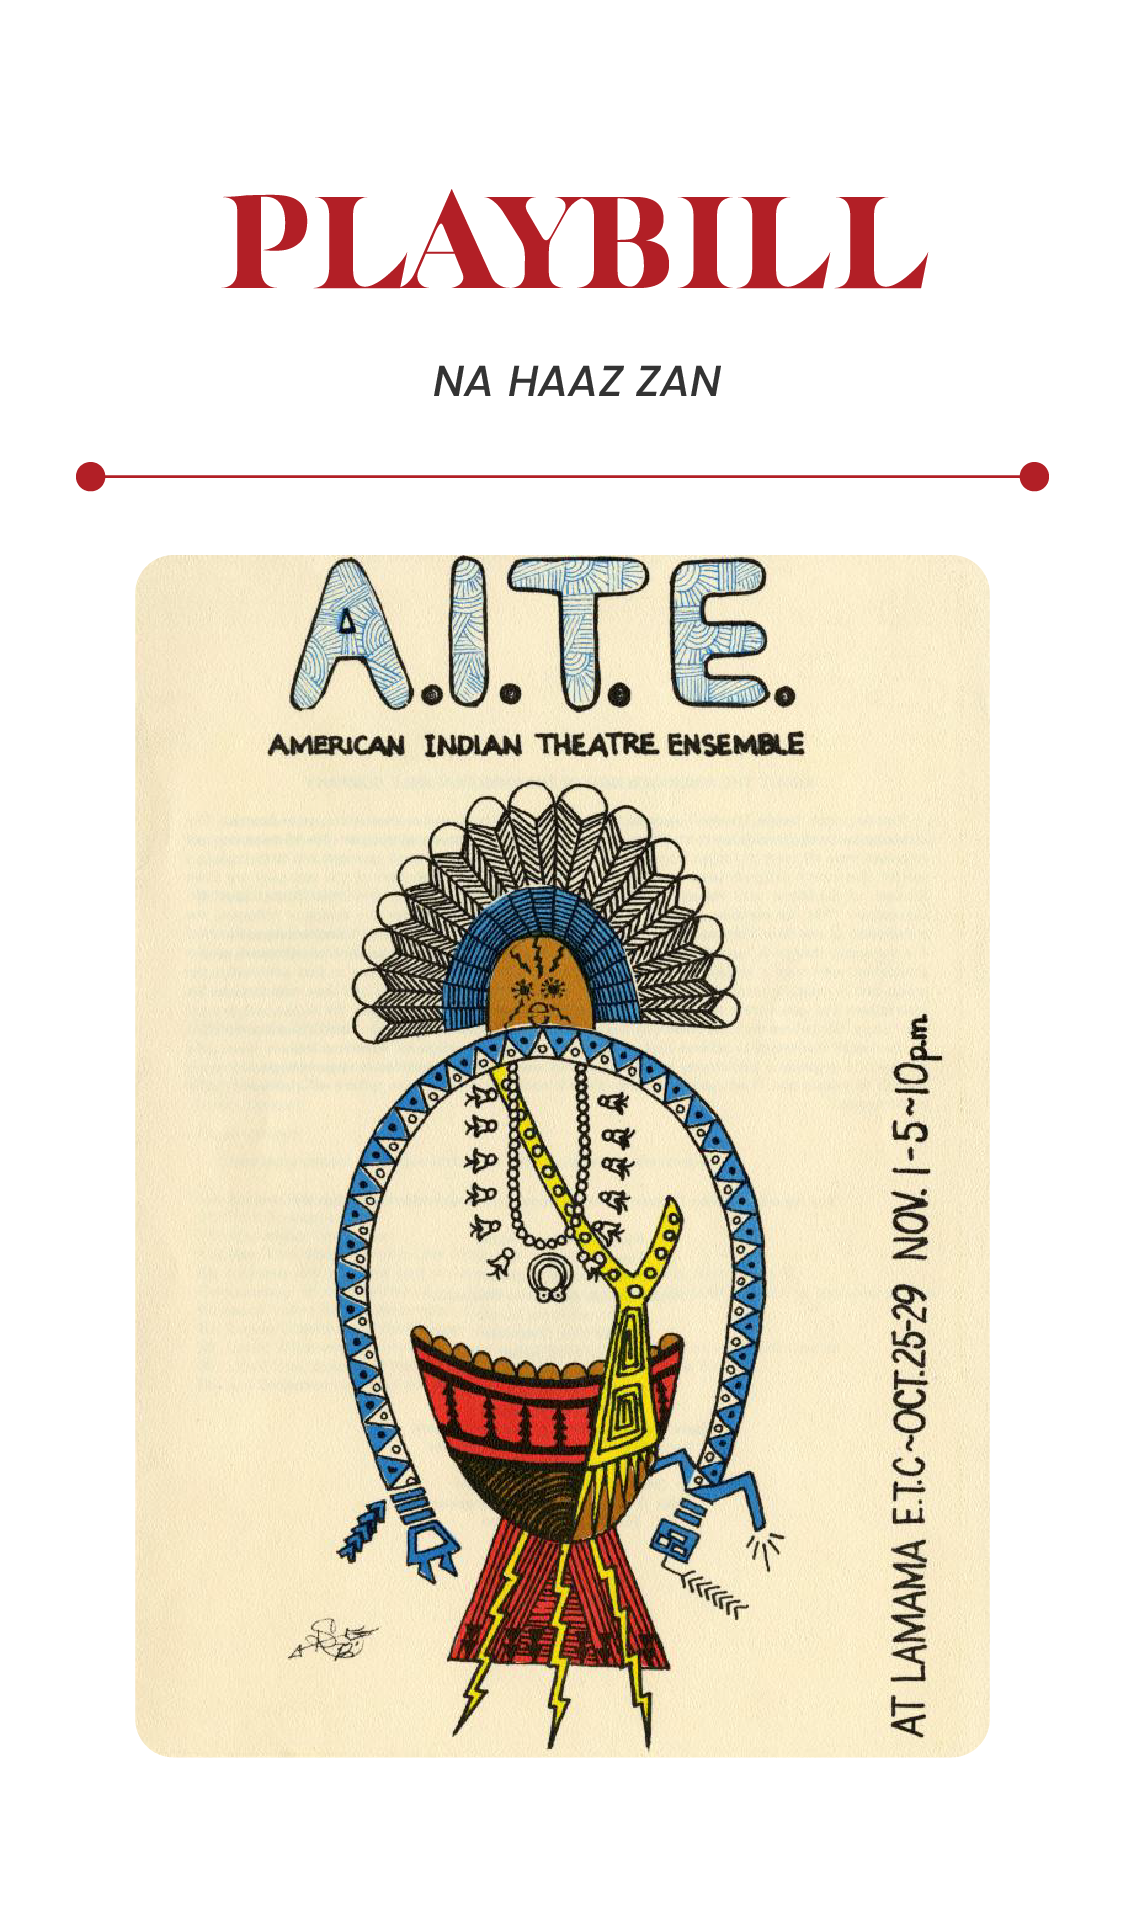 PLAYBILL
NA HAAZ ZAN
A.I.T.E.
AMERICAN INDIAN THEATRE ENSEMBLE
AT LAMAMA E.T.C~OCT.25-29 NOV. 1-5~10p.m.